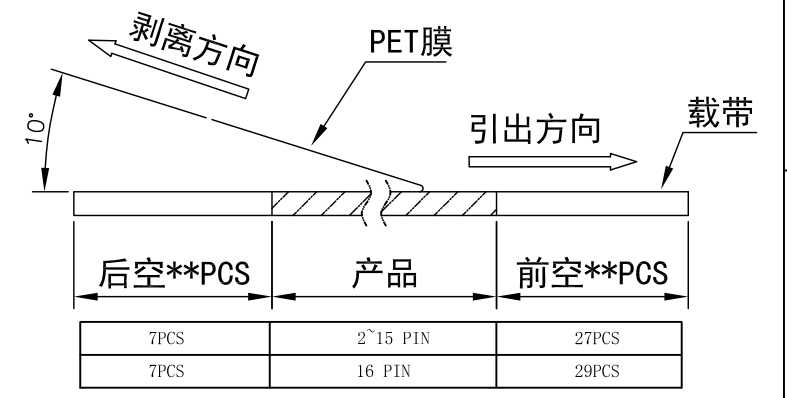 剥离方向
PET膜
10°
引出方向
载带
后空**PCS
产品
前空**PCS
7PCS 2~15 PIN 27PCS
7PCS 16 PIN 29PCS